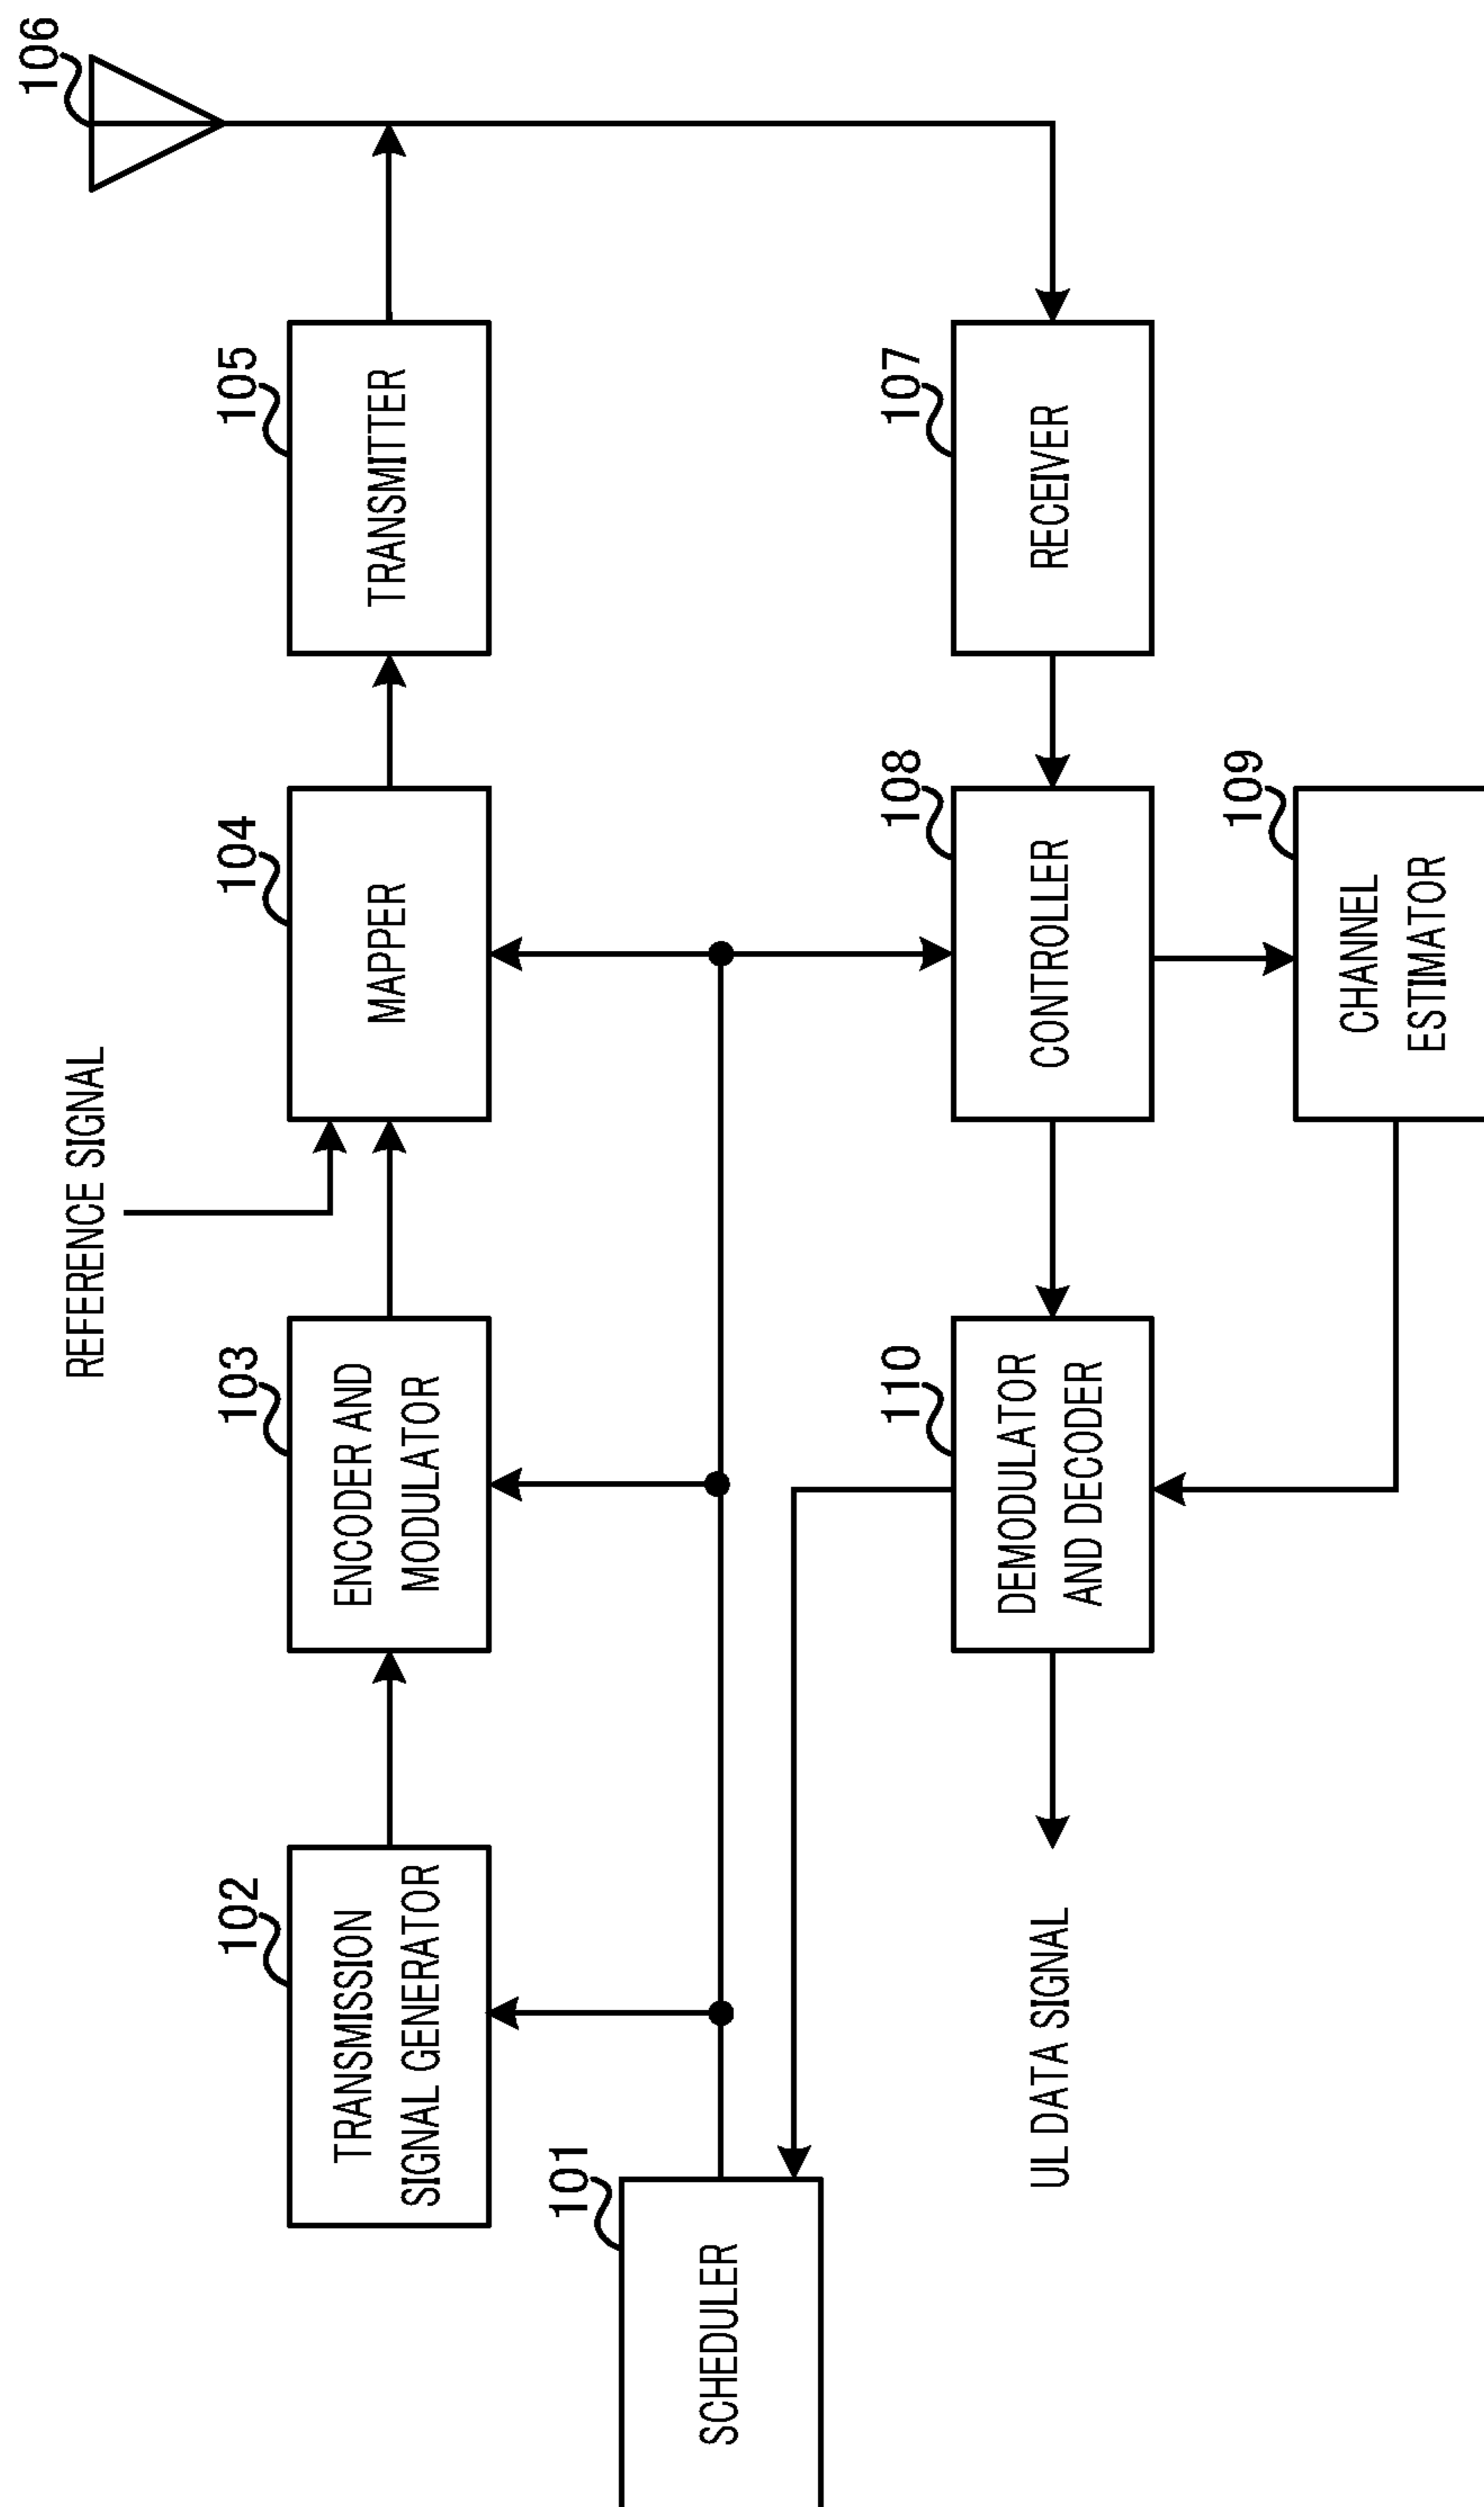 REFERENCE SIGNAL
102
TRANSMISSION
SIGNAL GENERATOR
103
ENCODER AND
MODULATOR
104
MAPPER
105
TRANSMITTER
106
101
SCHEDULER
UL DATA SIGNAL
110
DEMODULATOR
AND DECODER
108
CONTROLLER
107
RECEIVER
109
CHANNEL
ESTIMATOR